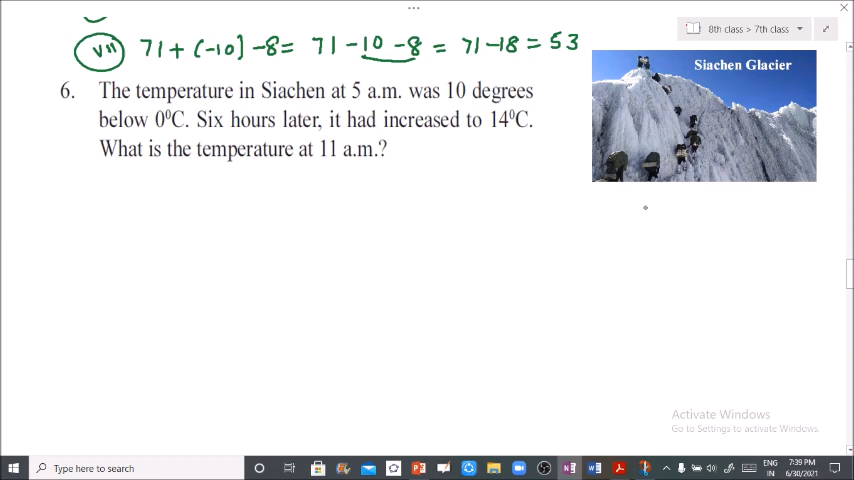 ...
8th class > 7th class
vii 71 + (-10) -8 = 71 -10 -8 = 71 -18 = 53
6. The temperature in Siachen at 5 a.m. was 10 degrees
below 0⁰C. Six hours later, it had increased to 14⁰C.
What is the temperature at 11 a.m.?
Siachen Glacier
Activate Windows
Go to Settings to activate Windows.
Type here to search
ENG
IN
7:39 PM
6/30/2021